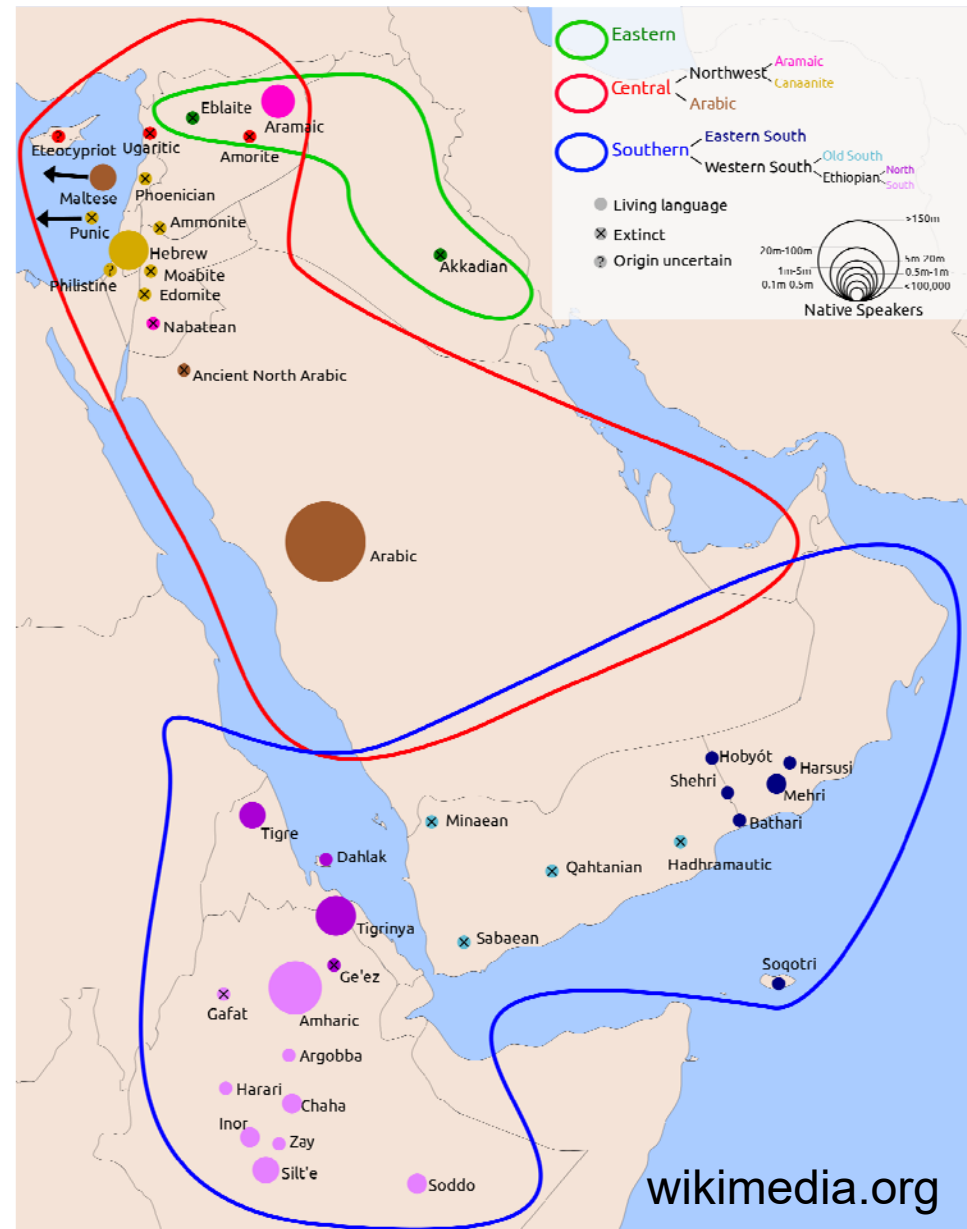 Eastern
Central
Northwest
Aramaic
Canaanite
Arabic
Southern
Eastern South
Western South
Old South
Ethiopian
North
South
Living language
Extinct
? Origin uncertain
>150m
20m-100m
5m 20m
1m-5m
0.5m-1m
0.1m 0.5m
<100,000
Native Speakers
Eblaite
Aramaic
?
Eteocypriot
Ugaritic
Amorite
Maltese
Phoenician
Punic
Ammonite
Hebrew
Akkadian
?
Philistine
Moabite
Edomite
Nabatean
Ancient North Arabic
Arabic
Hobyót
Harsusi
Shehri
Mehri
Bathari
Minaean
Hadhramautic
Qahtanian
Sabaean
Soqotri
Tigre
Dahlak
Tigrinya
Ge'ez
Gafat
Amharic
Argobba
Harari
Chaha
Inor
Zay
Silt'e
Soddo
wikimedia.org